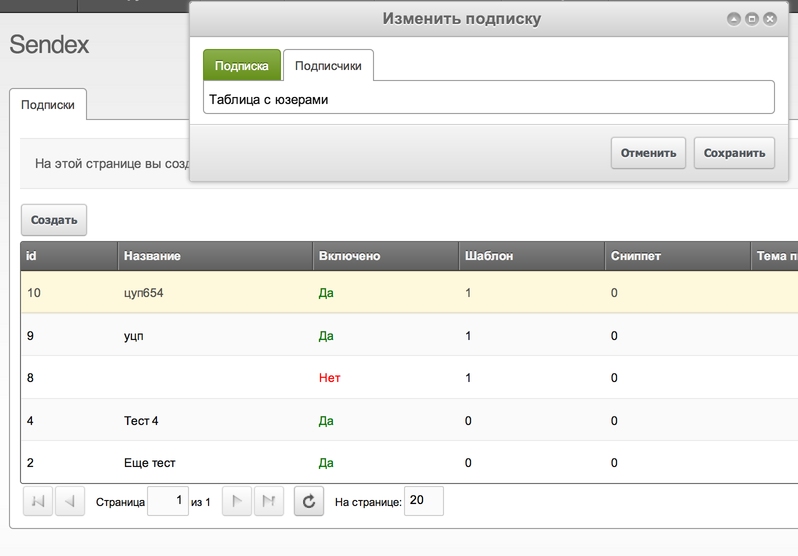 Изменить подписку
Sendex
Подписка Подписчики
Таблица с юзерами
Подписки
Отменить Сохранить
На этой странице вы
Создать
id Название Включено Шаблон Сниппет Тема
10 цуп654 Да 1 0
9 уцп Да 1 0
8 Нет 1 0
4 Тест 4 Да 0 0
2 Еще тест Да 0 0
Страница 1 из 1 На странице: 20